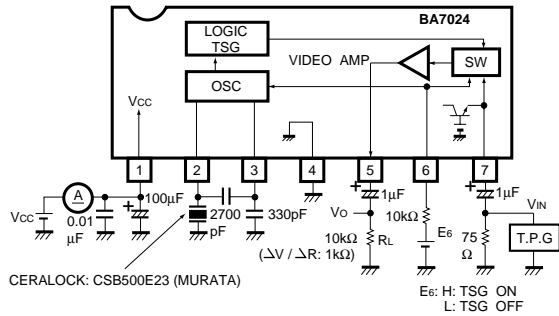 BA7024
LOGIC
TSG
VIDEO AMP
SW
OSC
VCC
1
2
3
4
5
6
7
A
VCC
0.01
μF
100μF
2700
pF
330pF
1μF
VO
10kΩ
RL
(△V / △R: 1kΩ)
10kΩ
E6
1μF
VIN
75
Ω
T.P.G
CERALOCK: CSB500E23 (MURATA)
E6: H: TSG ON
L: TSG OFF